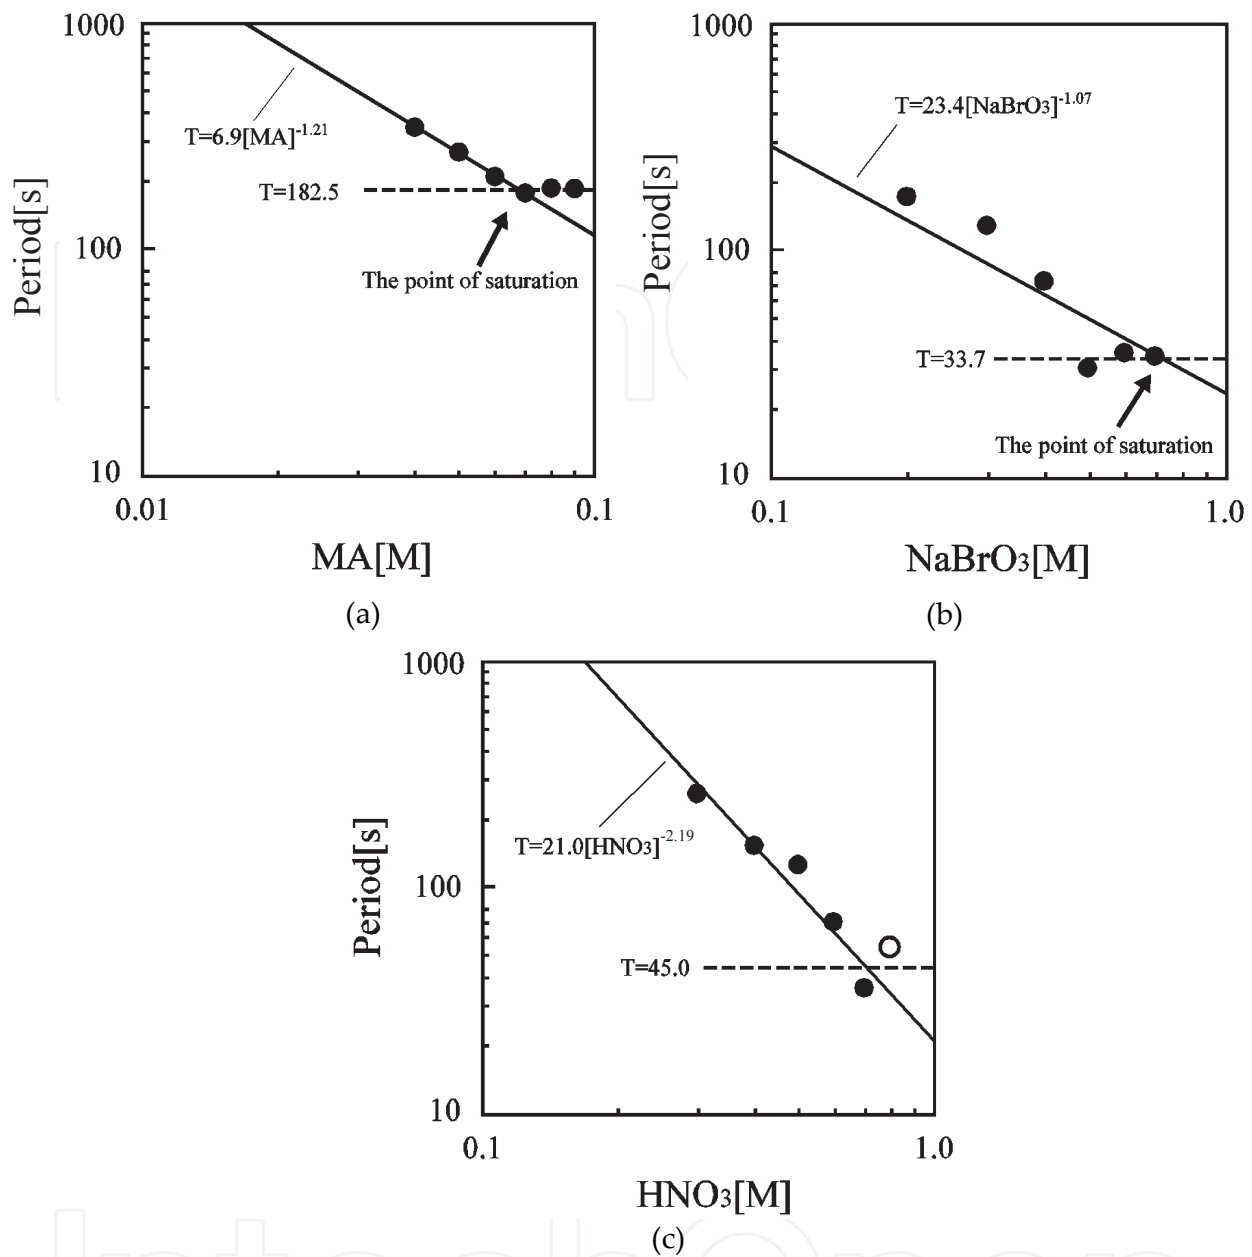 1000
T=6.9[MA]-1.21
T=182.5
100
The point of saturation
Period[s]
10
0.01
0.1
MA[M]
(a)
1000
T=23.4[NaBrO3]-1.07
100
Period[s]
T=33.7
The point of saturation
10
0.1
1.0
NaBrO3[M]
(b)
1000
T=21.0[HNO3]-2.19
100
Period[s]
T=45.0
10
0.1
1.0
HNO3[M]
(c)